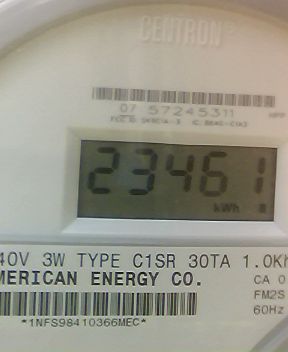 CENTRON
07 57245311
23461
kWh
40V 3W TYPE C1SR 30TA 1.0Kh
MERICAN ENERGY CO.
CA 0
FM2S
60Hz
*1NFS98410366MEC*